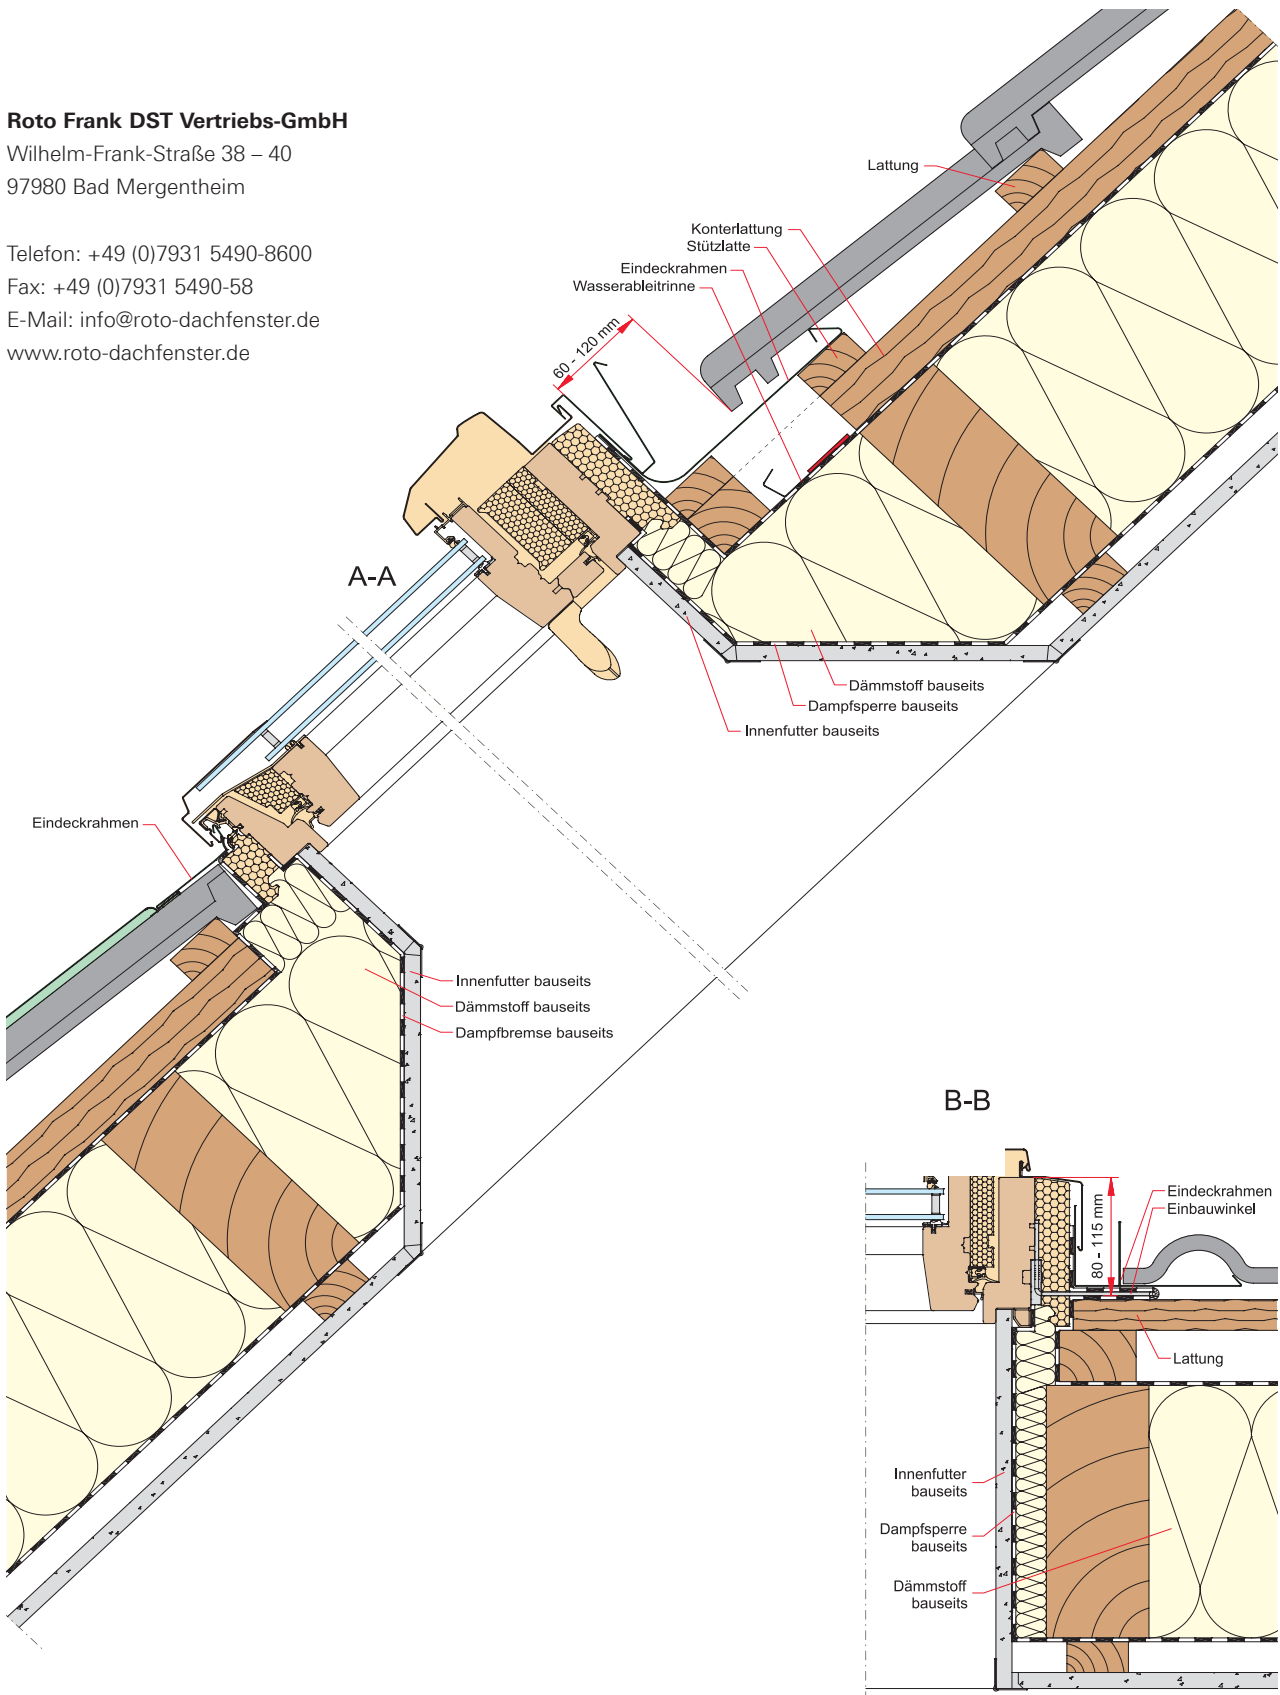 Roto Frank DST Vertriebs-GmbH
Wilhelm-Frank-Straße 38 – 40
97980 Bad Mergentheim
Telefon: +49 (0)7931 5490-8600
Fax: +49 (0)7931 5490-58
E-Mail: info@roto-dachfenster.de
www.roto-dachfenster.de
Lattung
Konterlattung
Stützlatte
Eindeckrahmen
Wasserableitrinne
60 - 120 mm
A-A
Dämmstoff bauseits
Dampfsperre bauseits
Innenfutter bauseits
Eindeckrahmen
Innenfutter bauseits
Dämmstoff bauseits
Dampfbremse bauseits
B-B
80 - 115 mm
Eindeckrahmen
Einbauwinkel
Lattung
Innenfutter
bauseits
Dampfsperre
bauseits
Dämmstoff
bauseits